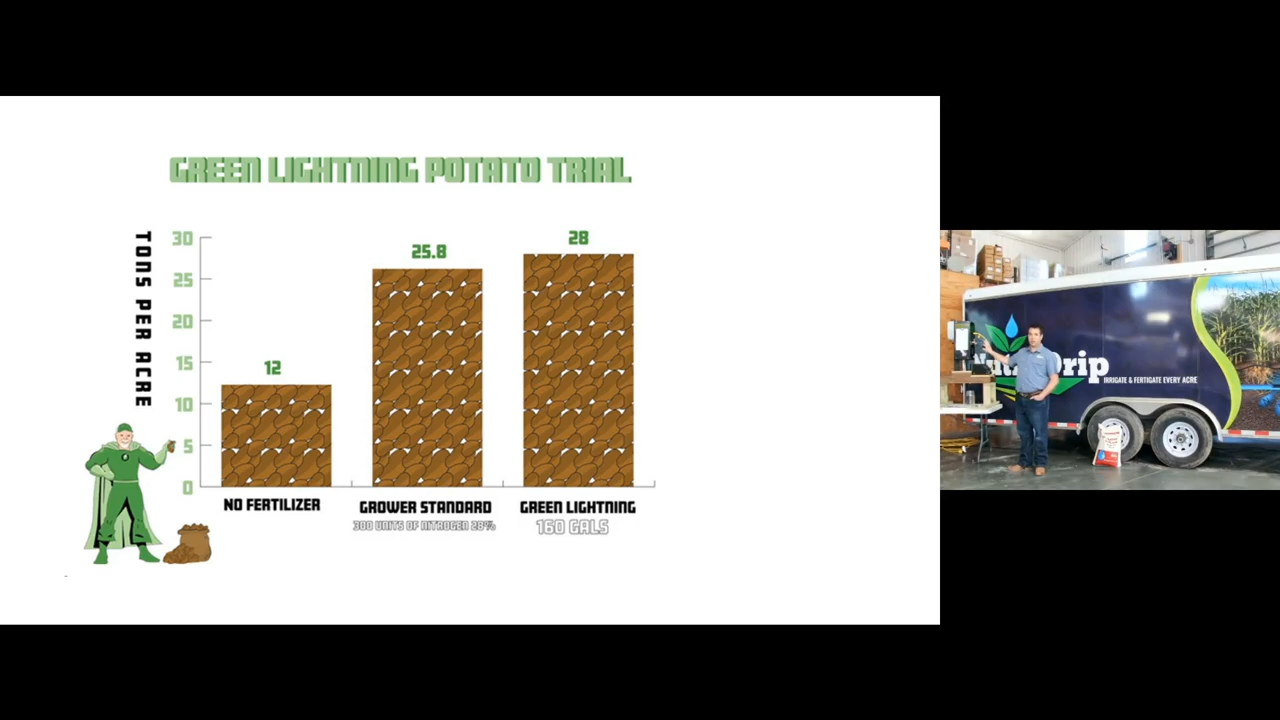 GREEN LIGHTNING POTATO TRIAL
TONS PER ACRE
30
25
20
15
10
5
0
12
25.8
28
NO FERTILIZER
GROWER STANDARD
300 UNITS OF NITROGEN 28%
GREEN LIGHTNING
160 GALS
Drip
IRRIGATE & FERTIGATE EVERY ACRE